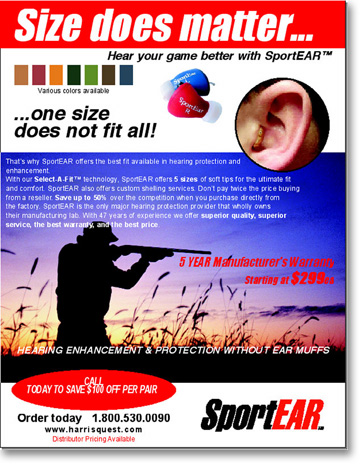 Size does matter...
Hear your game better with SportEAR™
Various colors available
SportEar
SportEar
R
...one size
does not fit all!
That's why SportEAR offers the best fit available in hearing protection and
enhancement.
With our Select-A-Fit™ technology, SportEAR offers 5 sizes of soft tips for the ultimate fit
and comfort. SportEAR also offers custom shelling services. Don't pay twice the price buying
from a reseller. Save up to 50% over the competition when you purchase directly from
the factory. SportEAR is the only major hearing protection provider that wholly owns
their manufacturing lab. With 47 years of experience we offer superior quality, superior
service, the best warranty, and the best price.
5 YEAR Manufacturer's Warranty
Starting at $299
HEARING ENHANCEMENT & PROTECTION WITHOUT EAR MUFFS
CALL
TODAY TO SAVE $100 OFF PER PAIR
Order today 1.800.530.0090
www.harrisquest.com
Distributor Pricing Available
SportEAR